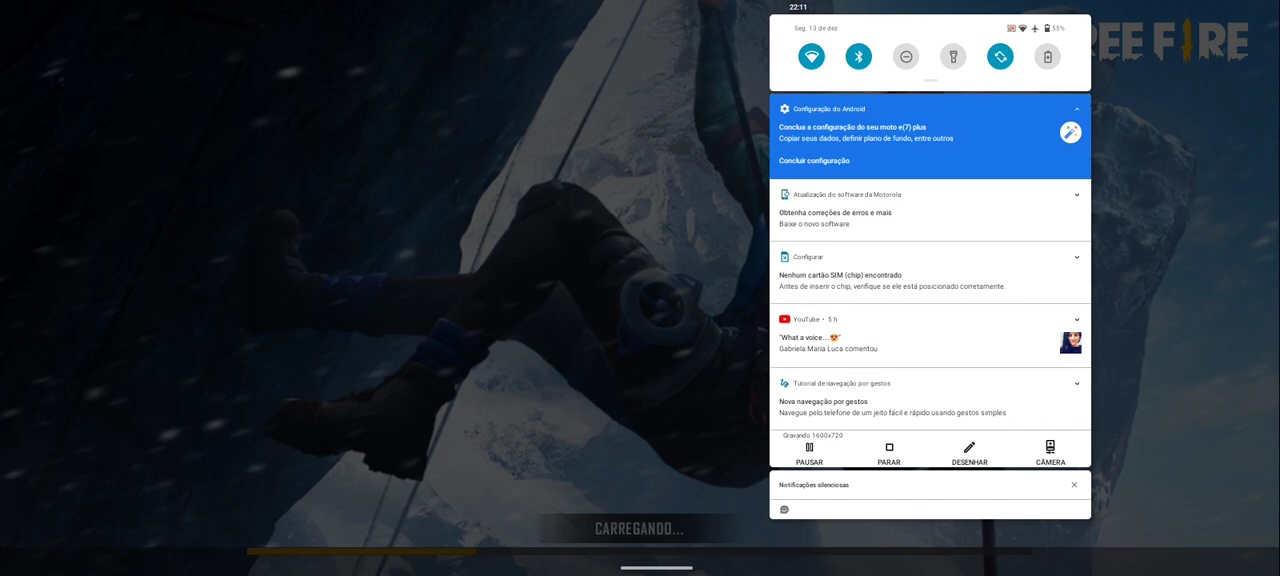 22:11
Seg, 13 de dez
55%
REE FIRE
Configuração do Android
Conclua a configuração do seu moto e(7) plus
Copiar seus dados, definir plano de fundo, entre outros
Concluir configuração
Atualização do software da Motorola
Obtenha correções de erros e mais
Baixe o novo software
Configurar
Nenhum cartão SIM (chip) encontrado
Antes de inserir o chip, verifique se ele está posicionado corretamente.
YouTube • 5 h
"What a voice...😍"
Gabriela Maria Luca comentou
Tutorial de navegação por gestos
Nova navegação por gestos
Navegue pelo telefone de um jeito fácil e rápido usando gestos simples
Gravando 1600x720
PAUSAR PARAR DESENHAR CÂMERA
Notificações silenciosas
CARREGANDO...